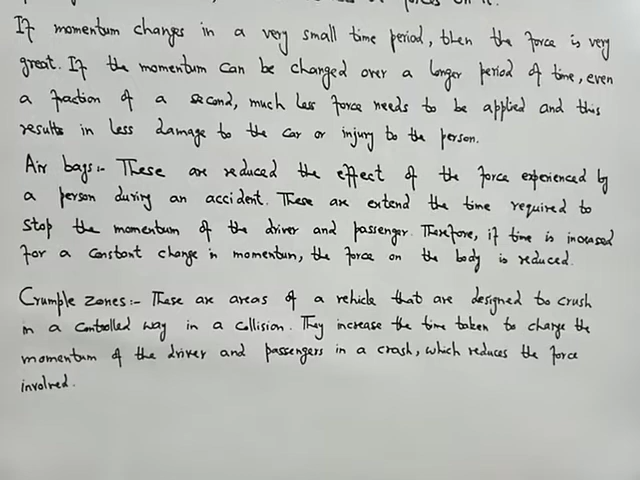 forces on it.
If momentum changes in a very small time period, then the force is very
great. If the momentum can be changed over a longer period of time, even
a fraction of a second, much less force needs to be applied and this
results in less damage to the car or injury to the person.
Air bags:- These are reduced the effect of the force experienced by
a person during an accident. These are extend the time required to
stop the momentum of the driver and passenger. Therefore, if time is increased
for a constant change in momentum, the force on the body is reduced.
Crumple zones:- These are areas of a vehicle that are designed to crush
in a controlled way in a collision. They increase the time taken to change the
momentum of the driver and passengers in a crash, which reduces the force
involved.